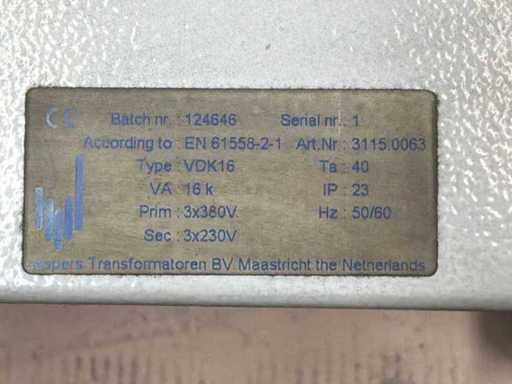 CE Batch nr. : 124646 Serial nr. : 1
According to : EN 61558-2-1 Art.Nr : 3115.0063
Type : VDK16 Ta : 40
VA : 16 k IP : 23
Prim : 3x380V Hz : 50/60
Sec : 3x230V
Transformatoren BV Maastricht the Netherlands